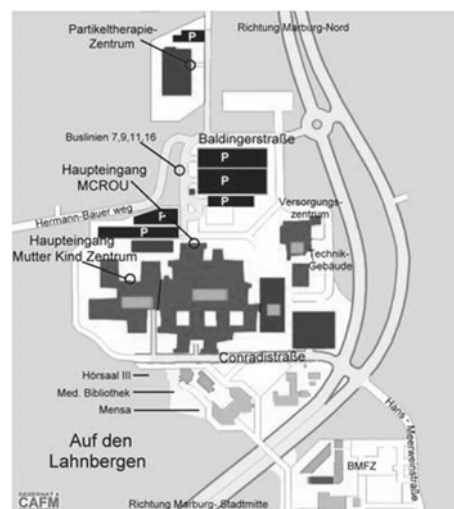 Partikeltherapie-
Zentrum
P
Richtung Marburg-Nord
Buslinien 7,9,11,16
Baldingerstraße
P
P
P
Haupteingang
MCROU
Hermann-Bauer weg
P
P
Versorgungs-
zentrum
Haupteingang
Mutter Kind Zentrum
Technik-
Gebäude
Conradistraße
Hörsaal III
Med. Bibliothek
Mensa
Hans - Meerweinstraße
Auf den
Lahnbergen
BMFZ
DEZERNAT 4
CAFM
Richtung Marburg-Stadtmitte